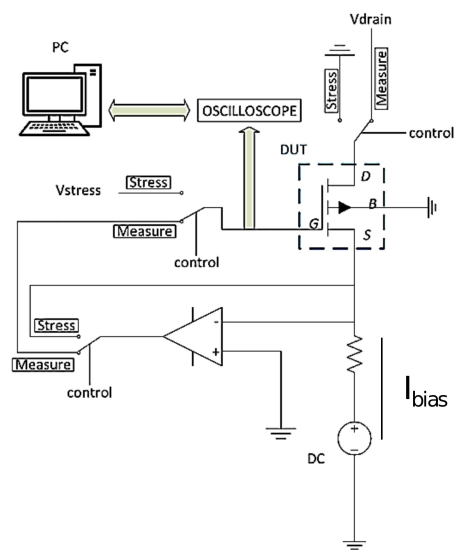 Vdrain
PC
Stress
Measure
OSCILLOSCOPE
control
DUT
D
Vstress
Stress
B
G
Measure
S
control
-
Stress
+
Measure
Ibias
control
+
-
DC